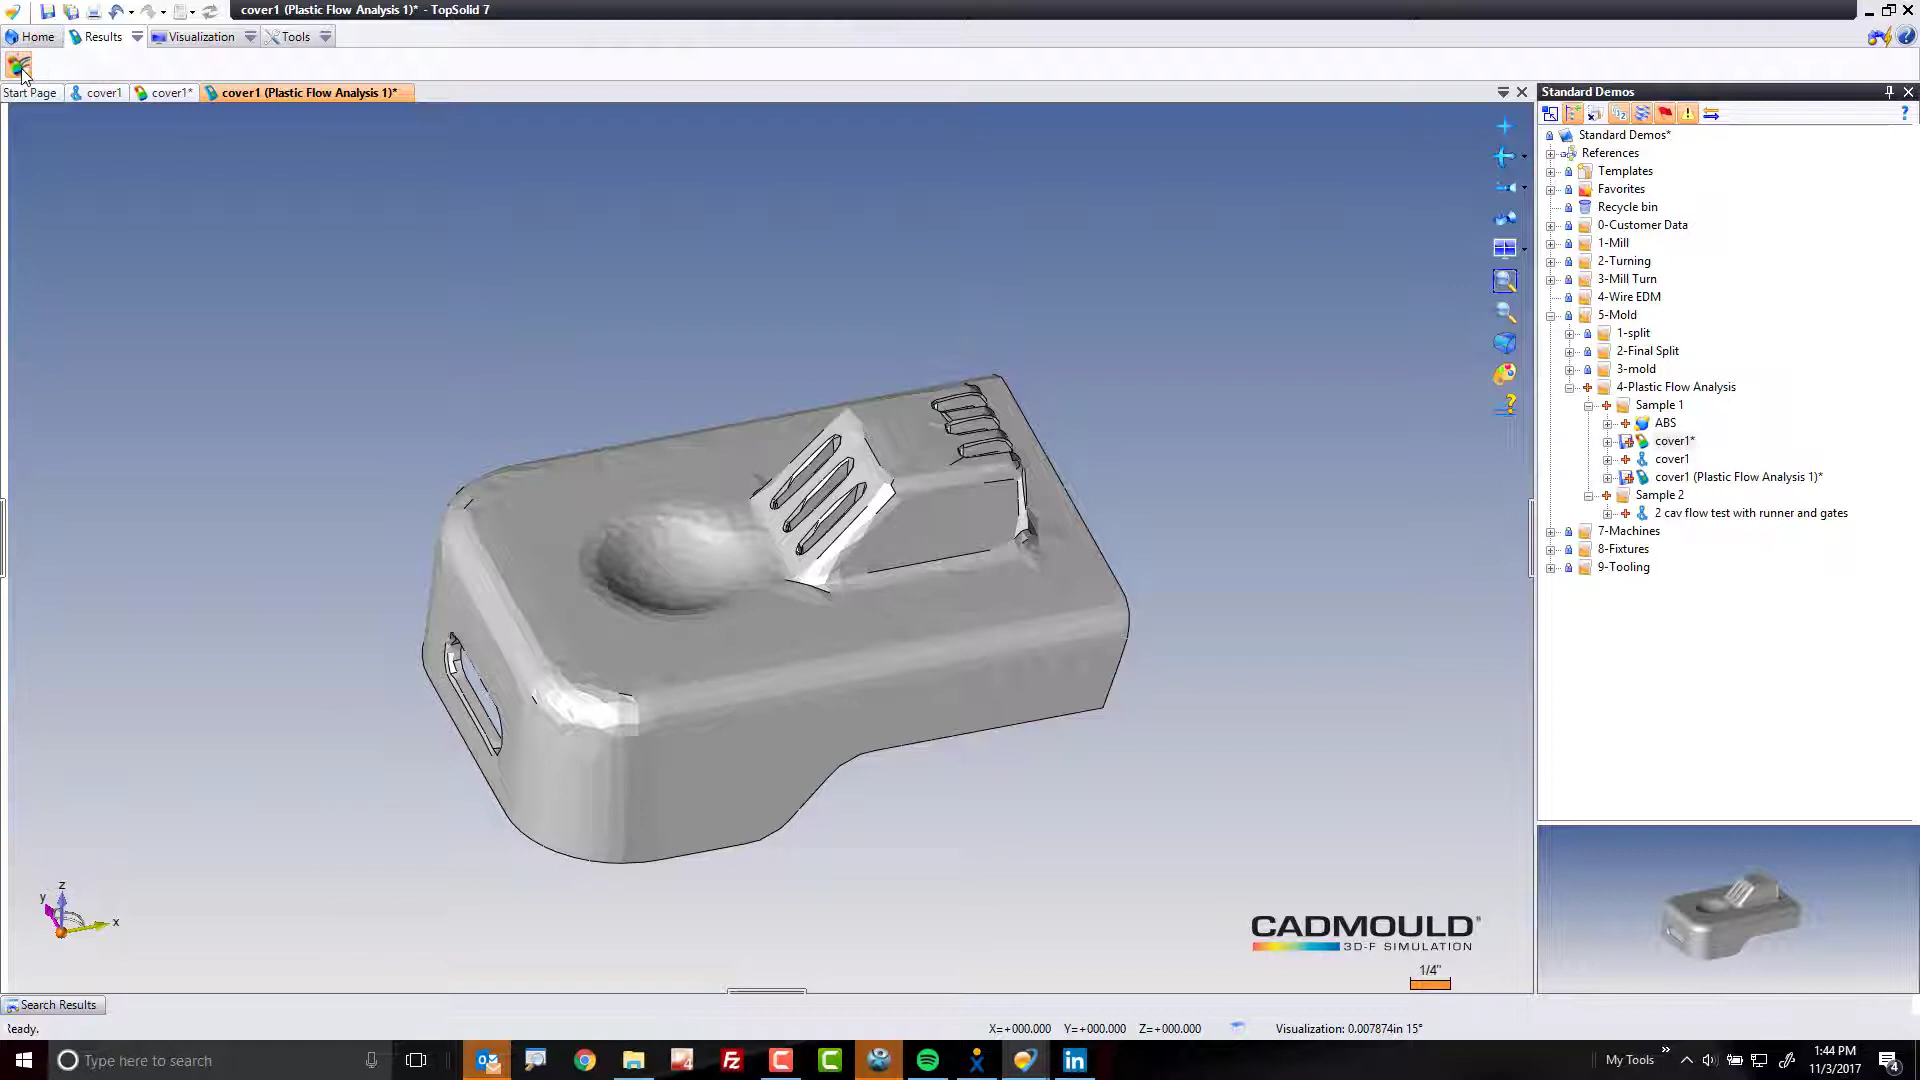 cover1 (Plastic Flow Analysis 1)* - TopSolid 7
Home
Results
Visualization
Tools
Start Page
cover1
cover1*
cover1 (Plastic Flow Analysis 1)*
Standard Demos
Standard Demos*
References
Templates
Favorites
Recycle bin
0-Customer Data
1-Mill
2-Turning
3-Mill Turn
4-Wire EDM
5-Mold
1-split
2-Final Split
3-mold
4-Plastic Flow Analysis
Sample 1
ABS
cover1*
cover1
cover1 (Plastic Flow Analysis 1)*
Sample 2
2 cav flow test with runner and gates
7-Machines
8-Fixtures
9-Tooling
z
y
x
CADMOULD®
3D-F SIMULATION
1/4"
Search Results
Ready.
X=+000.000 Y=+000.000 Z=+000.000
Visualization: 0.007874in 15°
Type here to search
My Tools
1:44 PM
11/3/2017
4